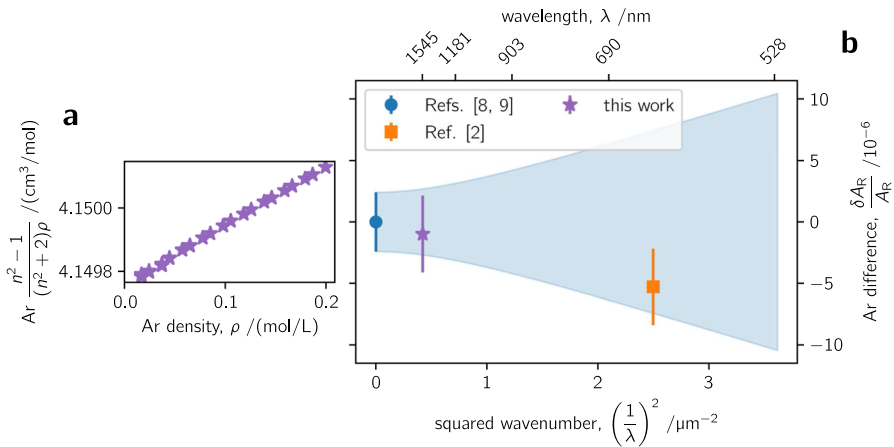 wavelength, λ /nm
1545 1181 903 690 528
b
Refs. [8, 9] this work
Ref. [2]
10
5
0
−5
−10
Ar difference, δA_R / A_R /10⁻⁶
0 1 2 3
squared wavenumber, (1/λ)² /µm⁻²
a
Ar (n² − 1) / ((n² + 2)ρ) /(cm³/mol)
4.1500
4.1498
0.0 0.1 0.2
Ar density, ρ /(mol/L)